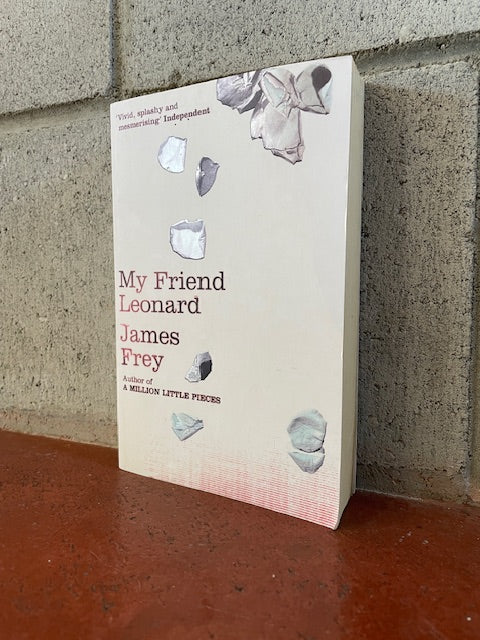 'Vivid, splashy and
mesmerising' Independent
My Friend
Leonard
James
Frey
Author of
A MILLION LITTLE PIECES